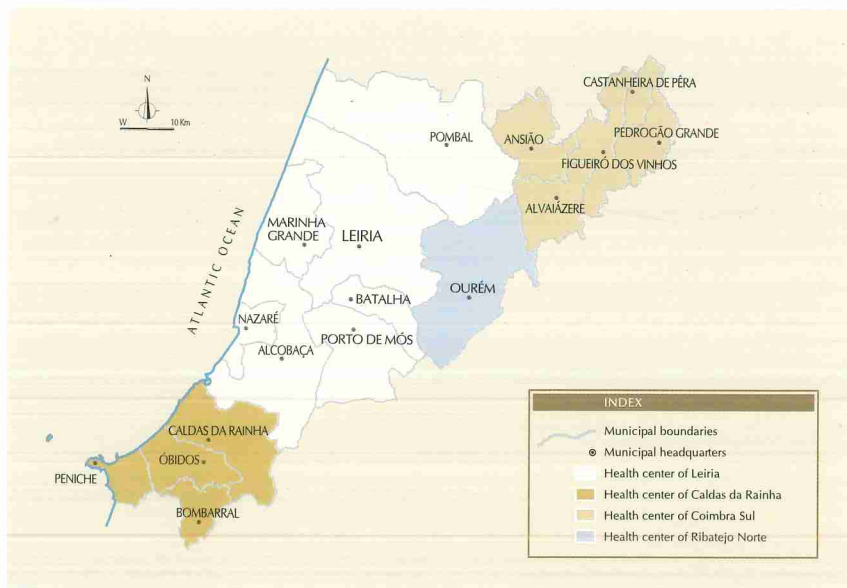 N
W
10 Km
ATLANTIC OCEAN
CASTANHEIRA DE PÊRA
POMBAL
ANSIÃO
PEDROGÃO GRANDE
FIGUEIRÓ DOS VINHOS
ALVAIÁZERE
MARINHA
GRANDE
LEIRIA
OURÉM
BATALHA
NAZARÉ
PORTO DE MÓS
ALCOBAÇA
CALDAS DA RAINHA
ÓBIDOS
PENICHE
BOMBARRAL
INDEX
Municipal boundaries
Municipal headquarters
Health center of Leiria
Health center of Caldas da Rainha
Health center of Coimbra Sul
Health center of Ribatejo Norte